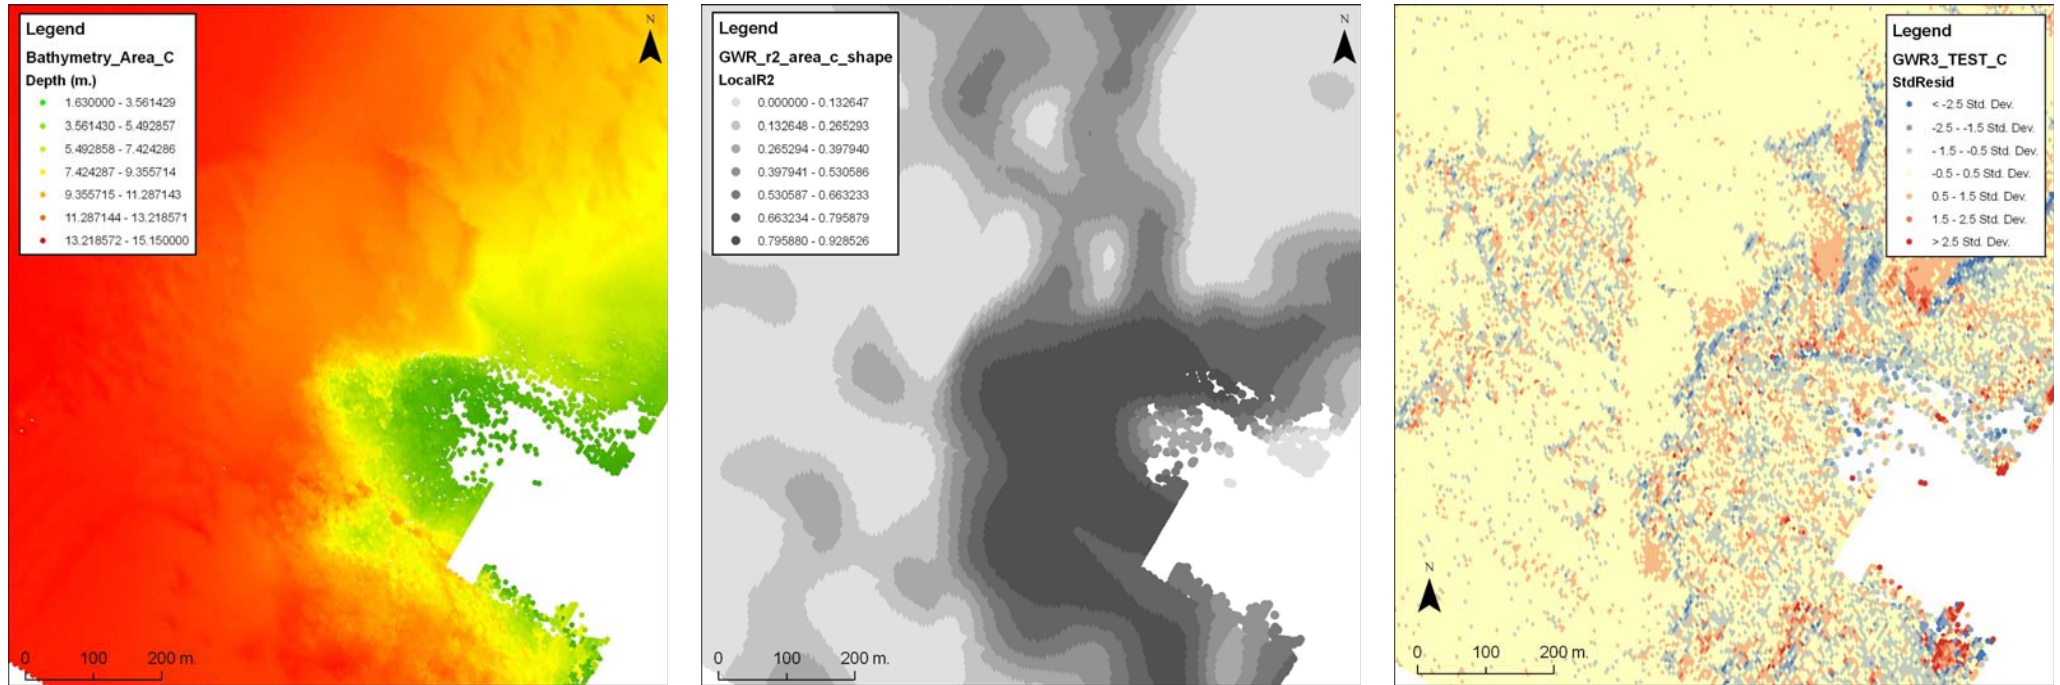 Legend
Bathymetry_Area_C
Depth (m.)
1.630000 - 3.561429
3.561430 - 5.492857
5.492858 - 7.424286
7.424287 - 9.355714
9.355715 - 11.287143
11.287144 - 13.218571
13.218572 - 15.150000
N
0 100 200 m.
Legend
GWR_r2_area_c_shape
LocalR2
0.000000 - 0.132647
0.132648 - 0.265293
0.265294 - 0.397940
0.397941 - 0.530586
0.530587 - 0.663233
0.663234 - 0.795879
0.795880 - 0.928526
N
0 100 200 m.
Legend
GWR3_TEST_C
StdResid
< -2.5 Std. Dev.
-2.5 - -1.5 Std. Dev.
-1.5 - -0.5 Std. Dev.
-0.5 - 0.5 Std. Dev.
0.5 - 1.5 Std. Dev.
1.5 - 2.5 Std. Dev.
> 2.5 Std. Dev.
N
0 100 200 m.